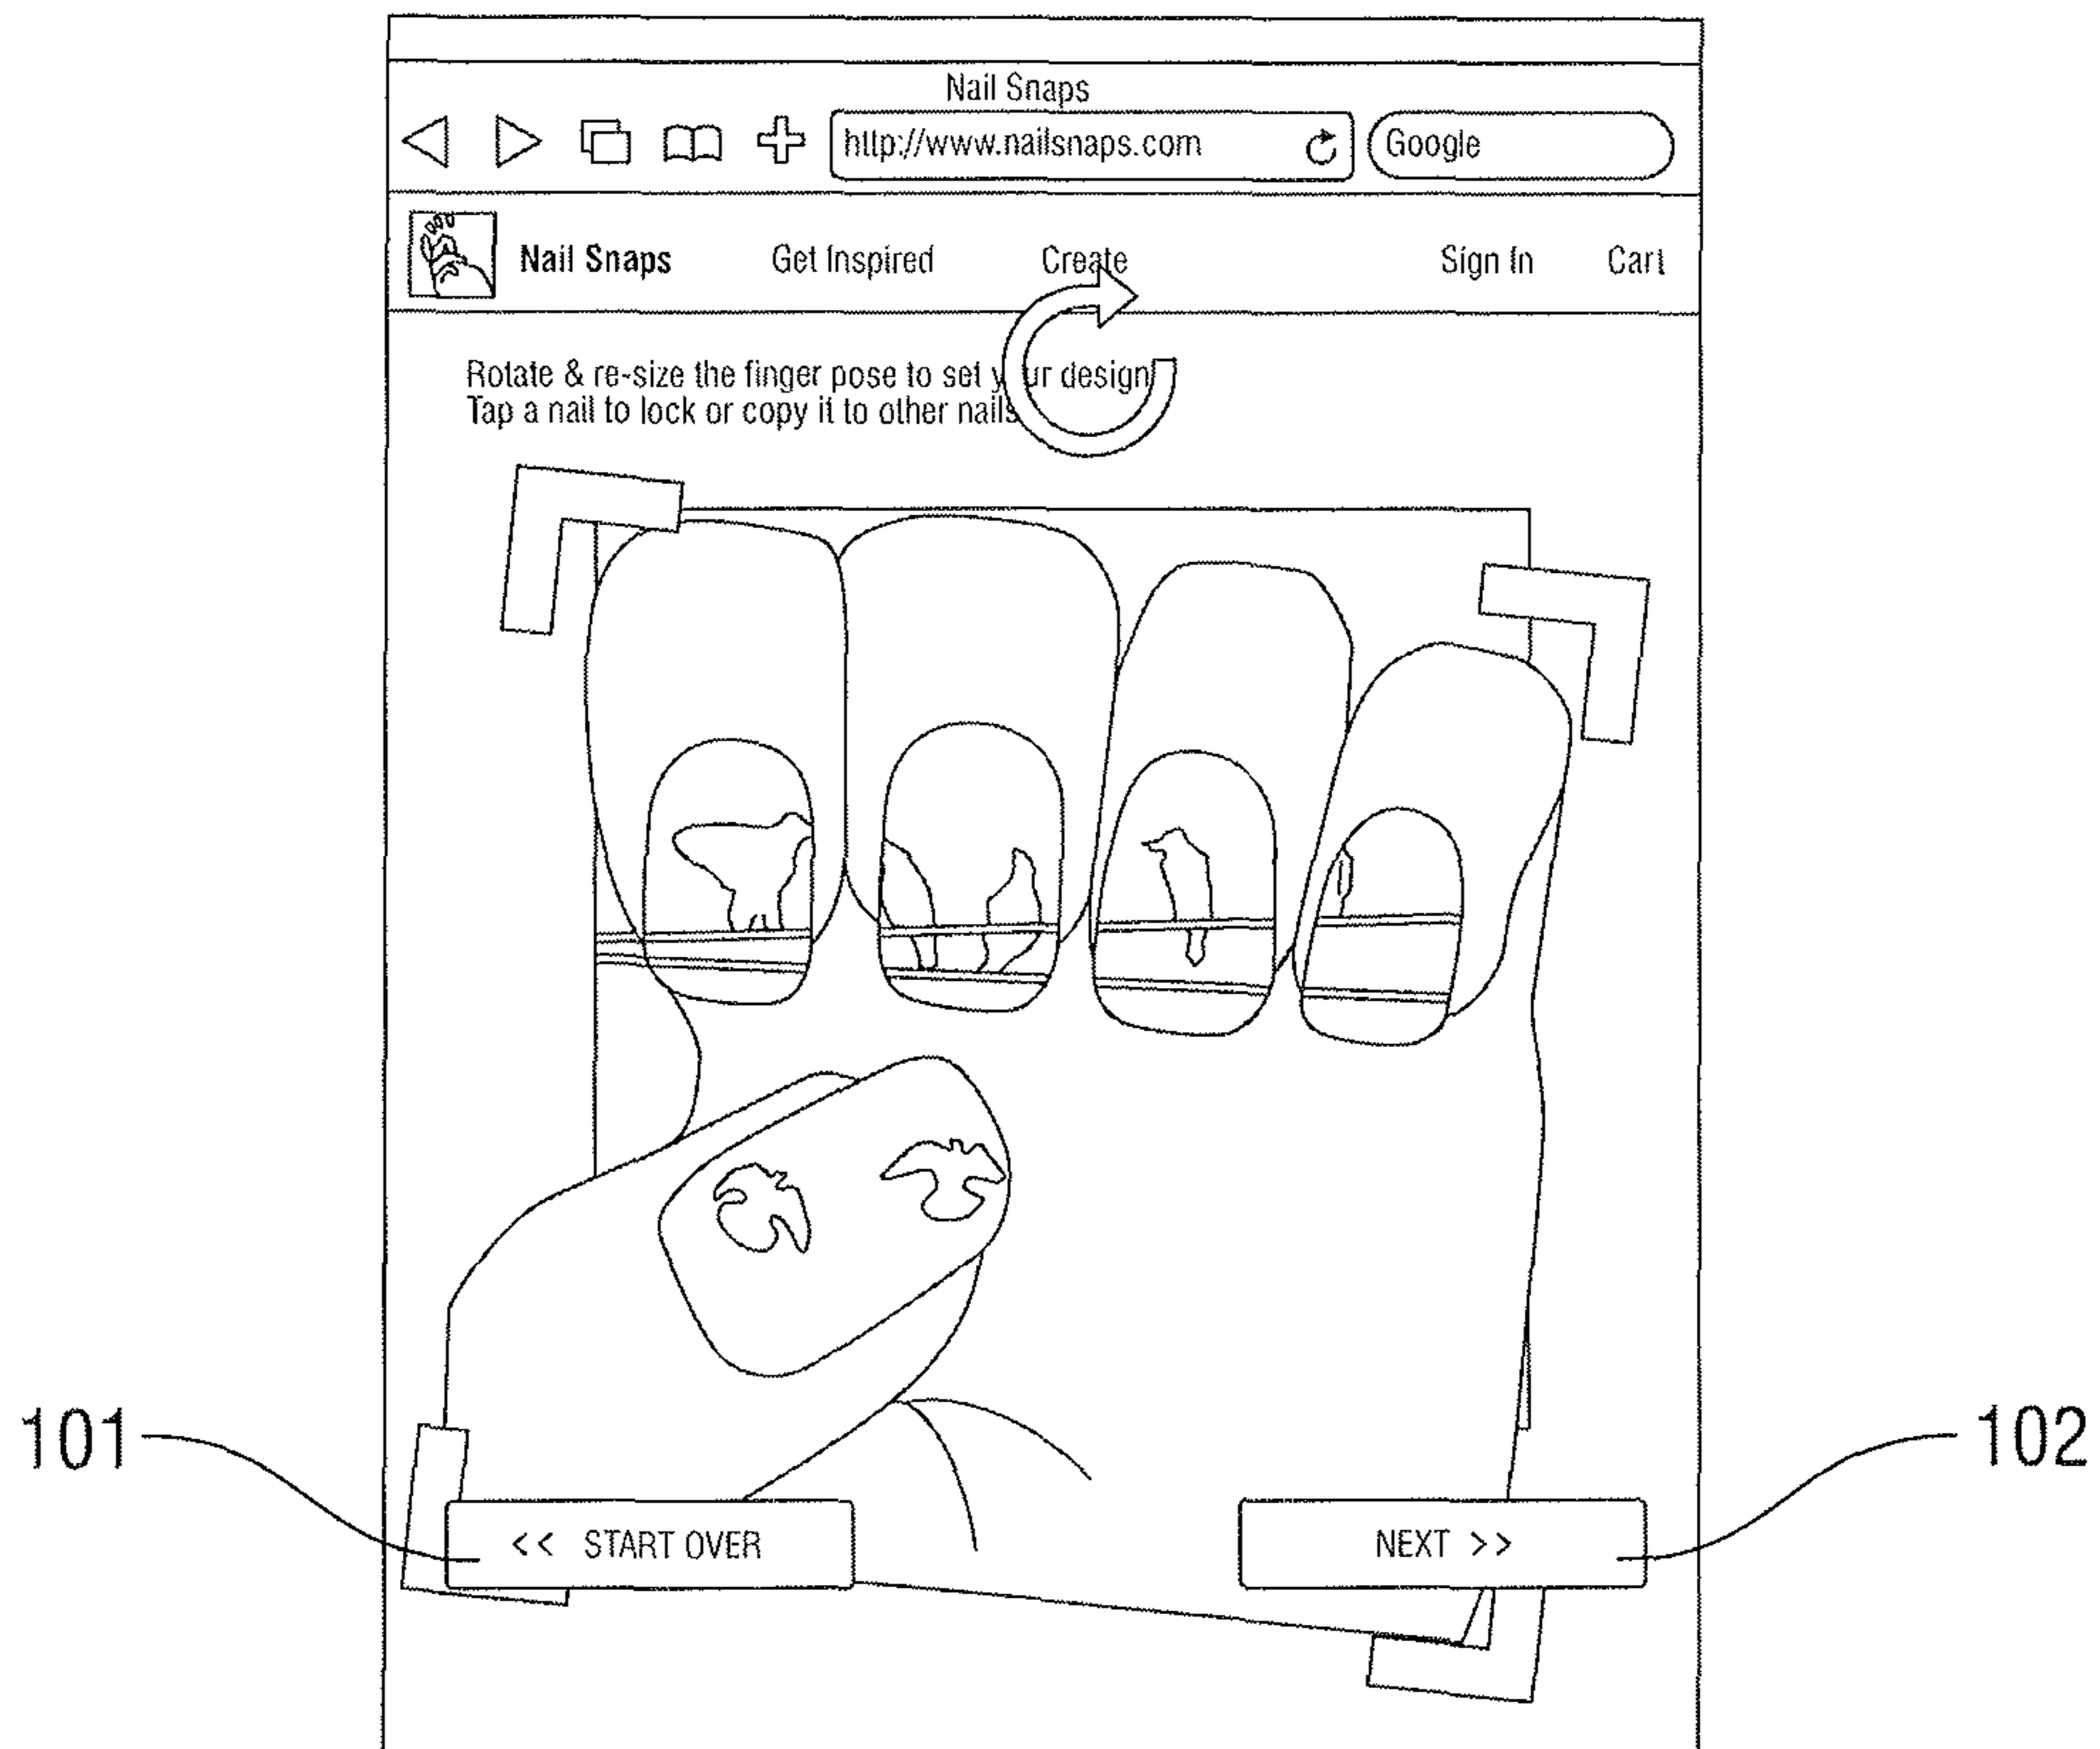 Nail Snaps
http://www.nailsnaps.com
Google
Nail Snaps Get Inspired Create Sign In Cart
Rotate & re-size the finger pose to set y ur design
Tap a nail to lock or copy it to other nails
101
102
<< START OVER
NEXT >>